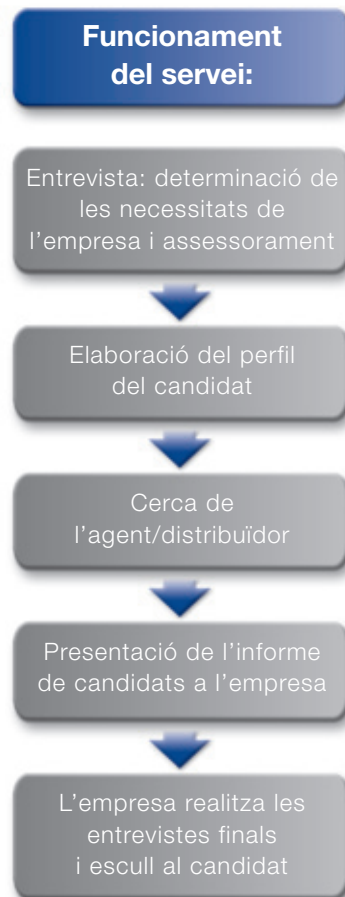 Funcionament
del servei:
Entrevista: determinació de
les necessitats de
l'empresa i assessorament
Elaboració del perfil
del candidat
Cerca de
l'agent/distribuïdor
Presentació de l'informe
de candidats a l'empresa
L'empresa realitza les
entrevistes finals
i escull al candidat